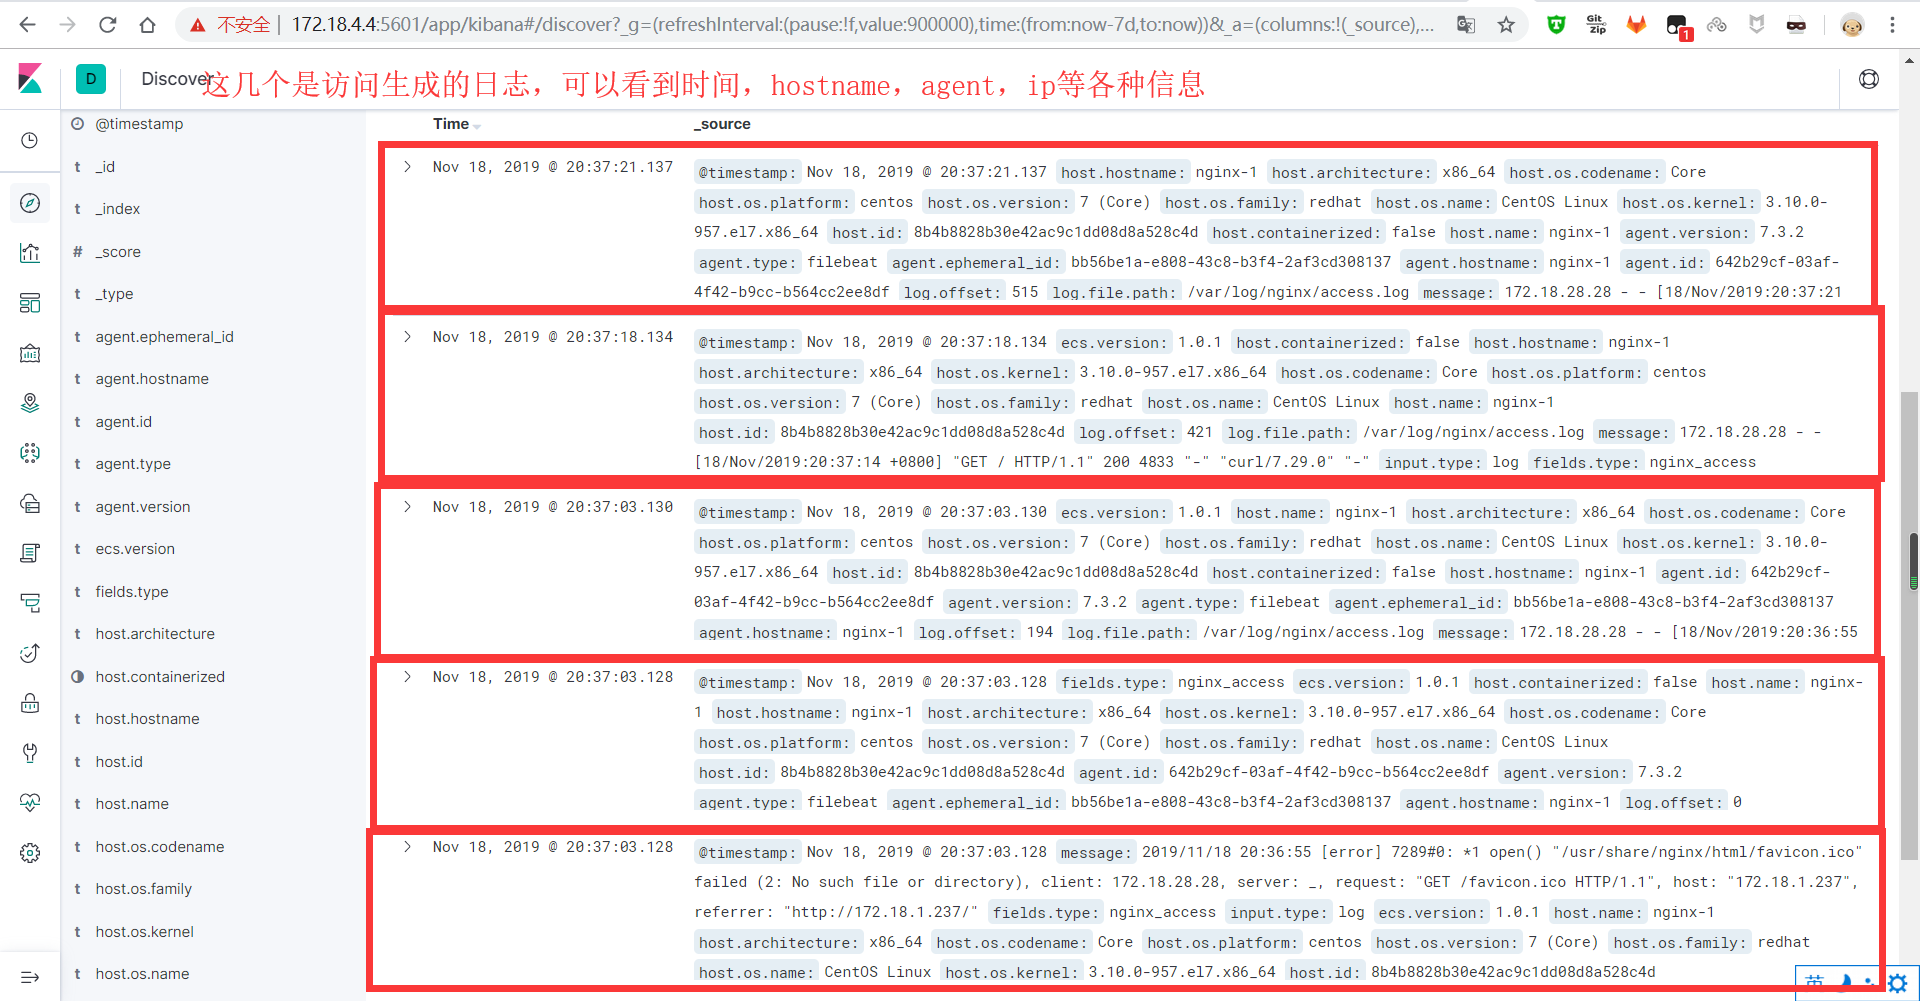 不安全 | 172.18.4.4:5601/app/kibana#/discover?_g=(refreshInterval:(pause:!f,value:900000),time:(from:now-7d,to:now))&_a=(columns:!(_source),...
Git
Zip
1
D
Discover
这几个是访问生成的日志，可以看到时间，hostname，agent，ip等各种信息
@timestamp
t _id
t _index
# _score
t _type
t agent.ephemeral_id
t agent.hostname
t agent.id
t agent.type
t agent.version
t ecs.version
t fields.type
t host.architecture
host.containerized
t host.hostname
t host.id
t host.name
t host.os.codename
t host.os.family
t host.os.kernel
t host.os.name
Time _source
Nov 18, 2019 @ 20:37:21.137 @timestamp: Nov 18, 2019 @ 20:37:21.137 host.hostname: nginx-1 host.architecture: x86_64 host.os.codename: Core
host.os.platform: centos host.os.version: 7 (Core) host.os.family: redhat host.os.name: CentOS Linux host.os.kernel: 3.10.0-
957.el7.x86_64 host.id: 8b4b8828b30e42ac9c1dd08d8a528c4d host.containerized: false host.name: nginx-1 agent.version: 7.3.2
agent.type: filebeat agent.ephemeral_id: bb56be1a-e808-43c8-b3f4-2af3cd308137 agent.hostname: nginx-1 agent.id: 642b29cf-03af-
4f42-b9cc-b564cc2ee8df log.offset: 515 log.file.path: /var/log/nginx/access.log message: 172.18.28.28 - - [18/Nov/2019:20:37:21
Nov 18, 2019 @ 20:37:18.134 @timestamp: Nov 18, 2019 @ 20:37:18.134 ecs.version: 1.0.1 host.containerized: false host.hostname: nginx-1
host.architecture: x86_64 host.os.kernel: 3.10.0-957.el7.x86_64 host.os.codename: Core host.os.platform: centos
host.os.version: 7 (Core) host.os.family: redhat host.os.name: CentOS Linux host.name: nginx-1
host.id: 8b4b8828b30e42ac9c1dd08d8a528c4d log.offset: 421 log.file.path: /var/log/nginx/access.log message: 172.18.28.28 - -
[18/Nov/2019:20:37:14 +0800] "GET / HTTP/1.1" 200 4833 "-" "curl/7.29.0" "-" input.type: log fields.type: nginx_access
Nov 18, 2019 @ 20:37:03.130 @timestamp: Nov 18, 2019 @ 20:37:03.130 ecs.version: 1.0.1 host.name: nginx-1 host.architecture: x86_64 host.os.codename: Core
host.os.platform: centos host.os.version: 7 (Core) host.os.family: redhat host.os.name: CentOS Linux host.os.kernel: 3.10.0-
957.el7.x86_64 host.id: 8b4b8828b30e42ac9c1dd08d8a528c4d host.containerized: false host.hostname: nginx-1 agent.id: 642b29cf-
03af-4f42-b9cc-b564cc2ee8df agent.version: 7.3.2 agent.type: filebeat agent.ephemeral_id: bb56be1a-e808-43c8-b3f4-2af3cd308137
agent.hostname: nginx-1 log.offset: 194 log.file.path: /var/log/nginx/access.log message: 172.18.28.28 - - [18/Nov/2019:20:36:55
Nov 18, 2019 @ 20:37:03.128 @timestamp: Nov 18, 2019 @ 20:37:03.128 fields.type: nginx_access ecs.version: 1.0.1 host.containerized: false host.name: nginx-
1 host.hostname: nginx-1 host.architecture: x86_64 host.os.kernel: 3.10.0-957.el7.x86_64 host.os.codename: Core
host.os.platform: centos host.os.version: 7 (Core) host.os.family: redhat host.os.name: CentOS Linux
host.id: 8b4b8828b30e42ac9c1dd08d8a528c4d agent.id: 642b29cf-03af-4f42-b9cc-b564cc2ee8df agent.version: 7.3.2
agent.type: filebeat agent.ephemeral_id: bb56be1a-e808-43c8-b3f4-2af3cd308137 agent.hostname: nginx-1 log.offset: 0
Nov 18, 2019 @ 20:37:03.128 @timestamp: Nov 18, 2019 @ 20:37:03.128 message: 2019/11/18 20:36:55 [error] 7289#0: *1 open() "/usr/share/nginx/html/favicon.ico"
failed (2: No such file or directory), client: 172.18.28.28, server: _, request: "GET /favicon.ico HTTP/1.1", host: "172.18.1.237",
referrer: "http://172.18.1.237/" fields.type: nginx_access input.type: log ecs.version: 1.0.1 host.name: nginx-1
host.architecture: x86_64 host.os.codename: Core host.os.platform: centos host.os.version: 7 (Core) host.os.family: redhat
host.os.name: CentOS Linux host.os.kernel: 3.10.0-957.el7.x86_64 host.id: 8b4b8828b30e42ac9c1dd08d8a528c4d
英